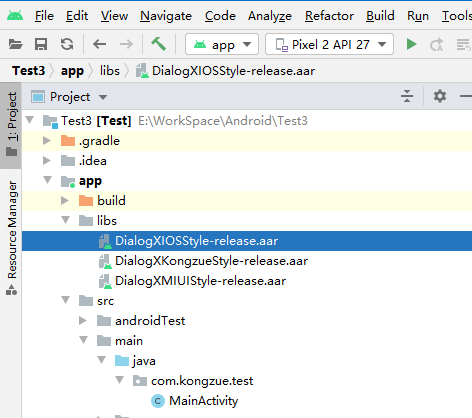 File Edit View Navigate Code Analyze Refactor Build Run
app Pixel 2 API 27
Test3 app libs DialogXIOSStyle-release.aar
1: Project
Resource Manager
Project
Test3 [Test] E:\WorkSpace\Android\Test3
.gradle
.idea
app
build
libs
DialogXIOSStyle-release.aar
DialogXKongzueStyle-release.aar
DialogXMIUIStyle-release.aar
src
androidTest
main
java
com.kongzue.test
MainActivity